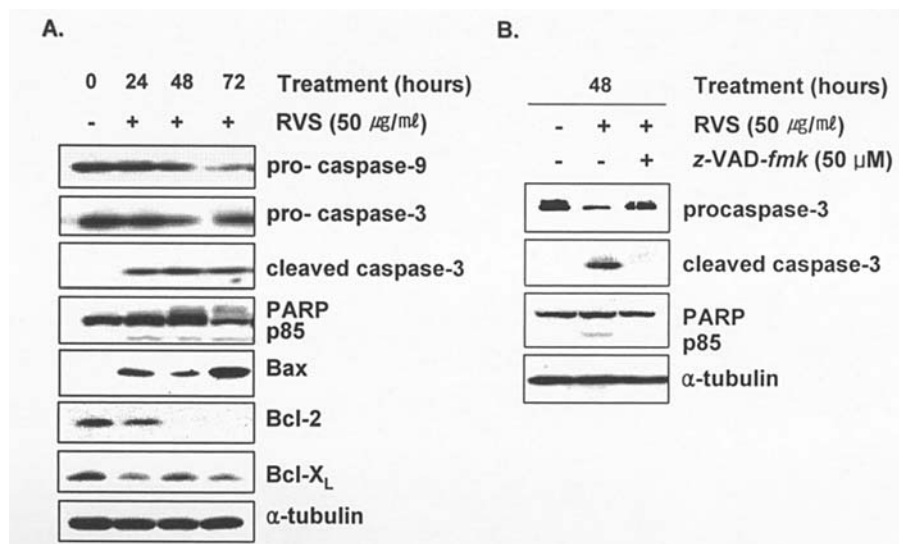 A.
0 24 48 72 Treatment (hours)
- + + + RVS (50 ㎍/㎖)
pro- caspase-9
pro- caspase-3
cleaved caspase-3
PARP
p85
Bax
Bcl-2
Bcl-X_L
α-tubulin
B.
48 Treatment (hours)
- + + RVS (50 ㎍/㎖)
- - + z-VAD-fmk (50 μM)
procaspase-3
cleaved caspase-3
PARP
p85
α-tubulin